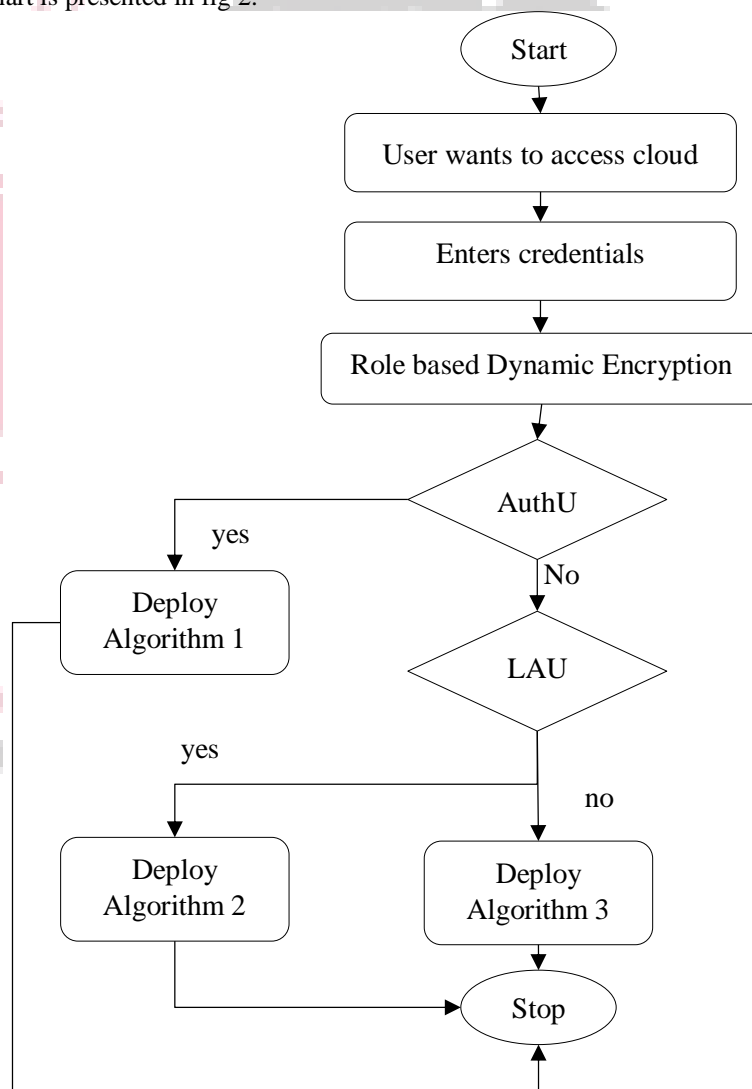 art is presented in fig 2.
Start
User wants to access cloud
Enters credentials
Role based Dynamic Encryption
AuthU
yes
No
Deploy
Algorithm 1
LAU
yes
no
Deploy
Algorithm 2
Deploy
Algorithm 3
Stop